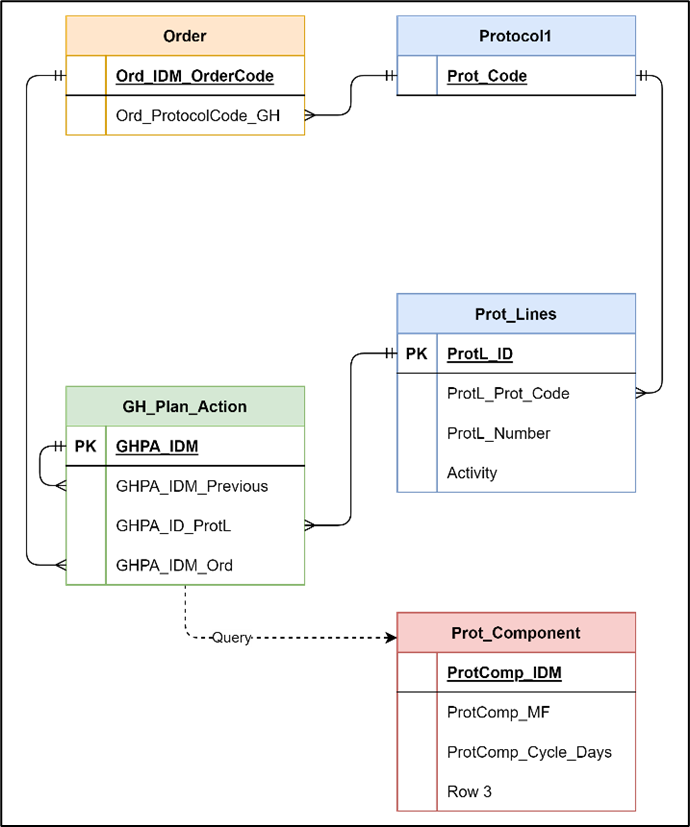 Order
Ord_IDM_OrderCode
Ord_ProtocolCode_GH
Protocol1
Prot_Code
Prot_Lines
PK ProtL_ID
ProtL_Prot_Code
ProtL_Number
Activity
GH_Plan_Action
PK GHPA_IDM
GHPA_IDM_Previous
GHPA_ID_ProtL
GHPA_IDM_Ord
Query
Prot_Component
ProtComp_IDM
ProtComp_MF
ProtComp_Cycle_Days
Row 3